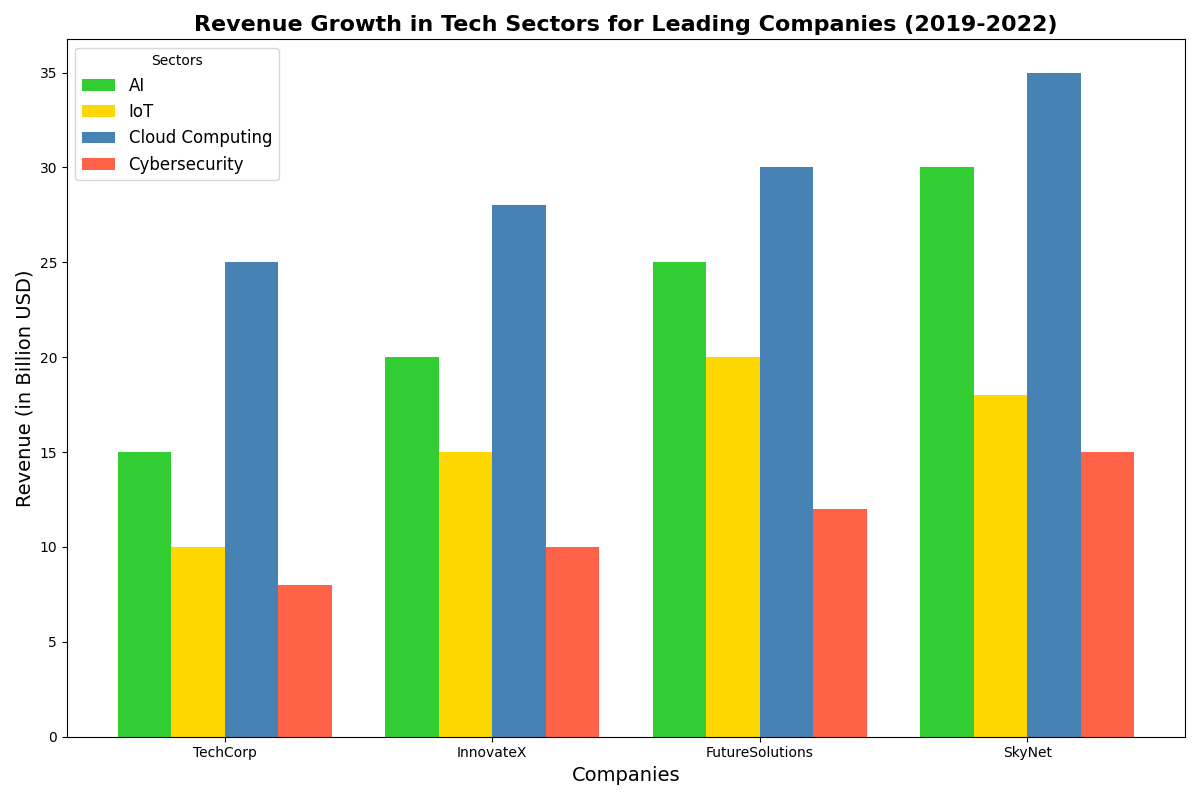 Revenue Growth in Tech Sectors for Leading Companies (2019-2022)
Sectors
AI
IoT
Cloud Computing
Cybersecurity
Revenue (in Billion USD)
35
30
25
20
15
10
5
0
TechCorp InnovateX FutureSolutions SkyNet
Companies